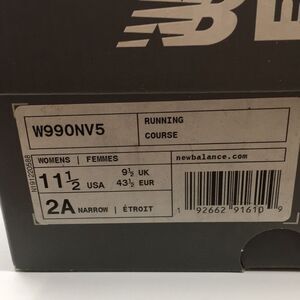 NB
W990NV5
RUNNING
COURSE
WOMENS | FEMMES
11½ USA
9½ UK
43½ EUR
newbalance.com
2A NARROW | ÉTROIT
1 92662 91610 9